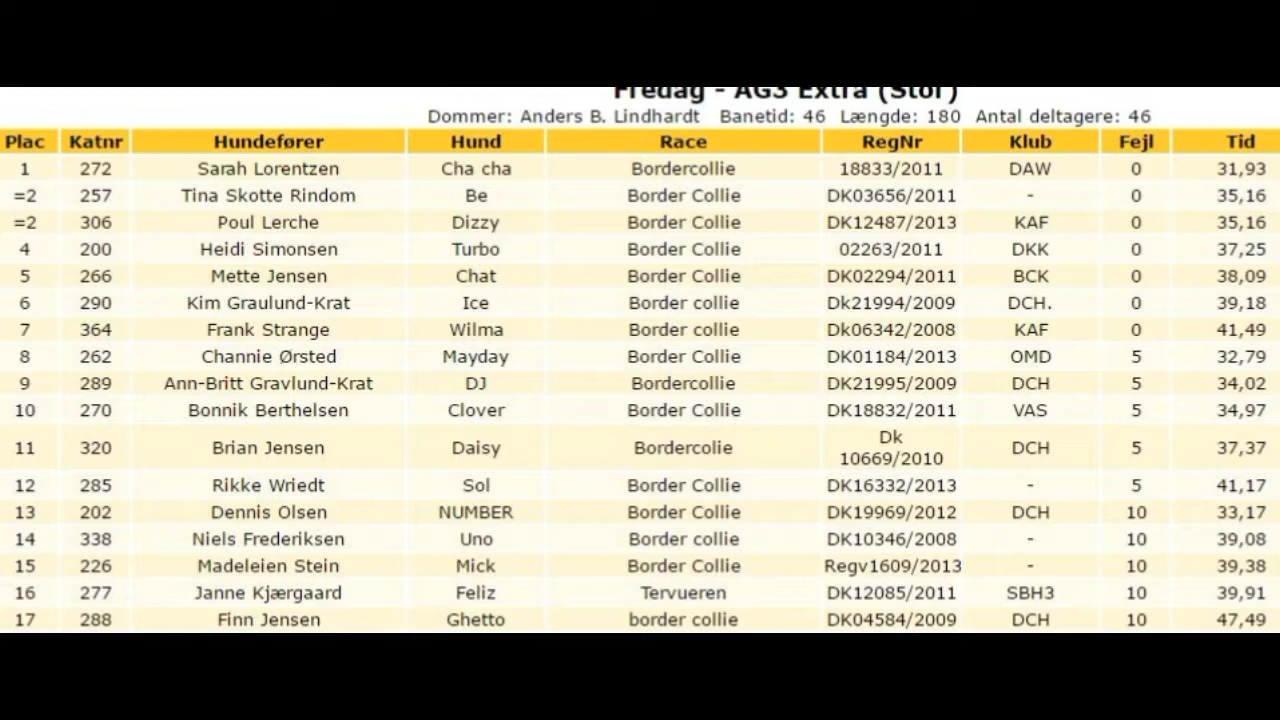 Fredag - AG3 Extra (Stor)
Dommer: Anders B. Lindhardt Banetid: 46 Længde: 180 Antal deltagere: 46
Plac Katnr Hundefører Hund Race RegNr Klub Fejl Tid
1 272 Sarah Lorentzen Cha cha Bordercollie 18833/2011 DAW 0 31,93
=2 257 Tina Skotte Rindom Be Border Collie DK03656/2011 - 0 35,16
=2 306 Poul Lerche Dizzy Border Collie DK12487/2013 KAF 0 35,16
4 200 Heidi Simonsen Turbo Border Collie 02263/2011 DKK 0 37,25
5 266 Mette Jensen Chat Border Collie DK02294/2011 BCK 0 38,09
6 290 Kim Graulund-Krat Ice Border collie Dk21994/2009 DCH. 0 39,18
7 364 Frank Strange Wilma Border collie Dk06342/2008 KAF 0 41,49
8 262 Channie Ørsted Mayday Border Collie DK01184/2013 OMD 5 32,79
9 289 Ann-Britt Gravlund-Krat DJ Bordercollie DK21995/2009 DCH 5 34,02
10 270 Bonnik Berthelsen Clover Border Collie DK18832/2011 VAS 5 34,97
11 320 Brian Jensen Daisy Bordercolie Dk 10669/2010 DCH 5 37,37
12 285 Rikke Wriedt Sol Border Collie DK16332/2013 - 5 41,17
13 202 Dennis Olsen NUMBER Border Collie DK19969/2012 DCH 10 33,17
14 338 Niels Frederiksen Uno Border collie DK10346/2008 - 10 39,08
15 226 Madeleien Stein Mick Border Collie Regv1609/2013 - 10 39,38
16 277 Janne Kjærgaard Feliz Tervueren DK12085/2011 SBH3 10 39,91
17 288 Finn Jensen Ghetto border collie DK04584/2009 DCH 10 47,49